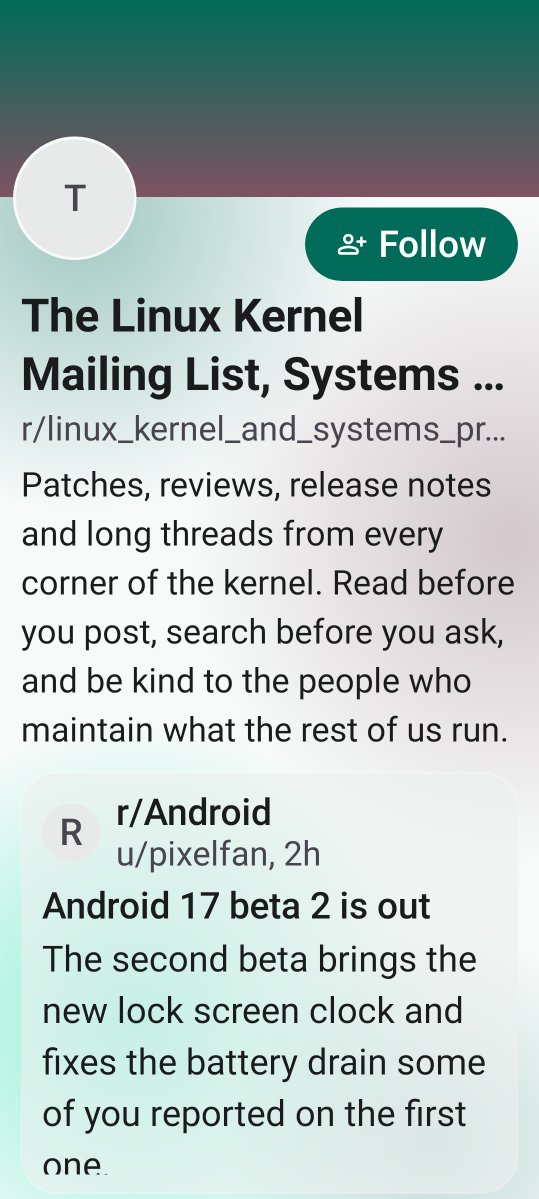 T
Follow
The Linux Kernel
Mailing List, Systems …
r/linux_kernel_and_systems_pr…
Patches, reviews, release notes
and long threads from every
corner of the kernel. Read before
you post, search before you ask,
and be kind to the people who
maintain what the rest of us run.
R
r/Android
u/pixelfan, 2h
Android 17 beta 2 is out
The second beta brings the
new lock screen clock and
fixes the battery drain some
of you reported on the first
one.